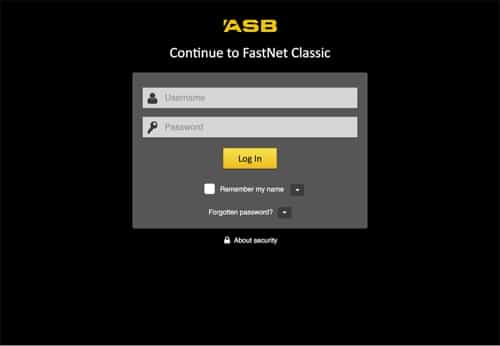 ASB
Continue to FastNet Classic
Username
Password
Log In
Remember my name
Forgotten password?
About security